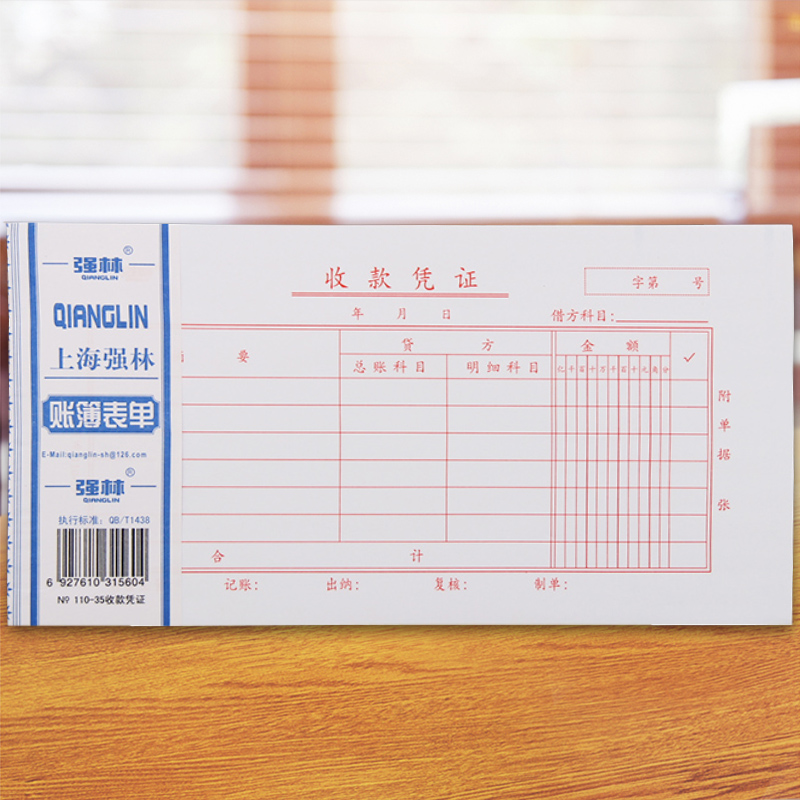 强林®
QIANGLIN
QIANGLIN
上海强林
账簿表单
E-Mail:qianglin-sh@126.com
强林®
QIANGLIN
执行标准: QB/T1438
6 927610 315604
№ 110-35收款凭证
收款凭证
字第 号
年 月 日
借方科目:
要
贷 方
金 额
✓
总账科目
明细科目
亿千百十万千百十元角分
附单据 张
合 计
记账:
出纳:
复核:
制单: